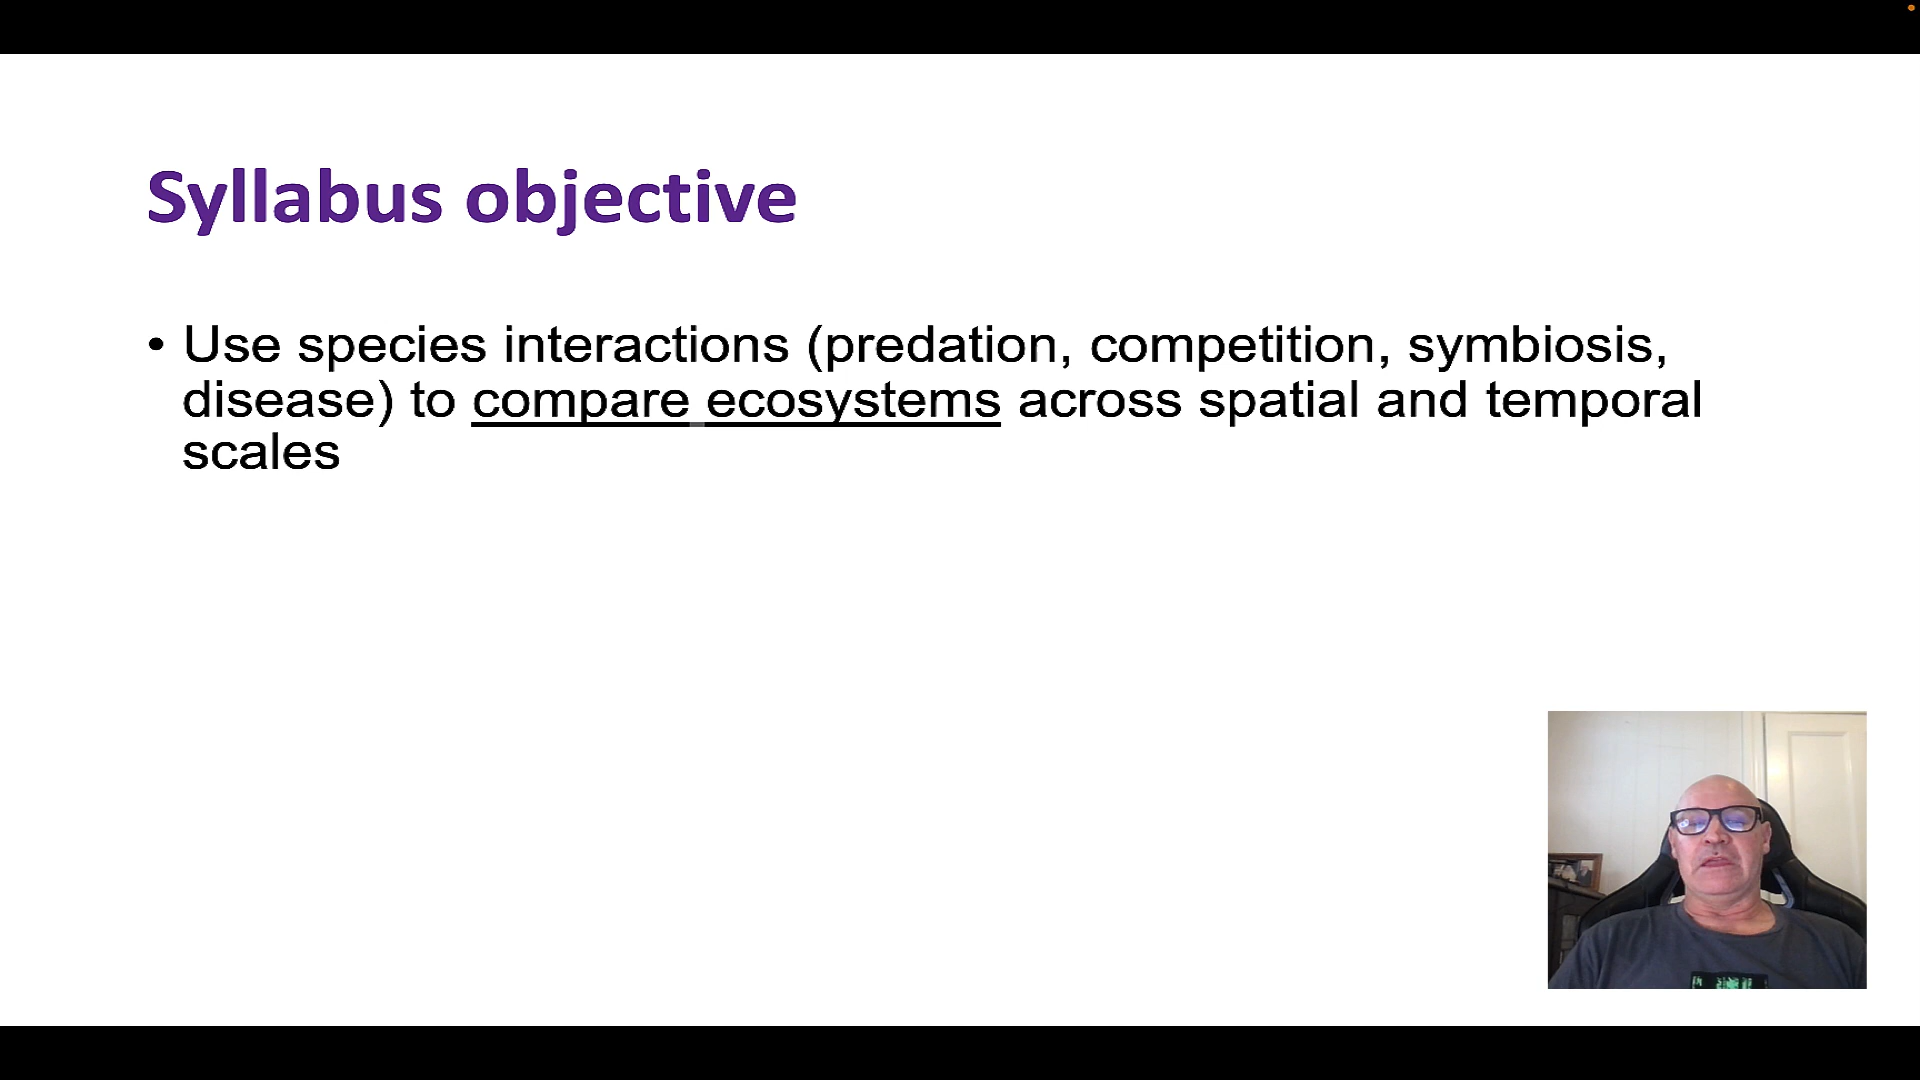 Syllabus objective
• Use species interactions (predation, competition, symbiosis,
disease) to compare ecosystems across spatial and temporal
scales